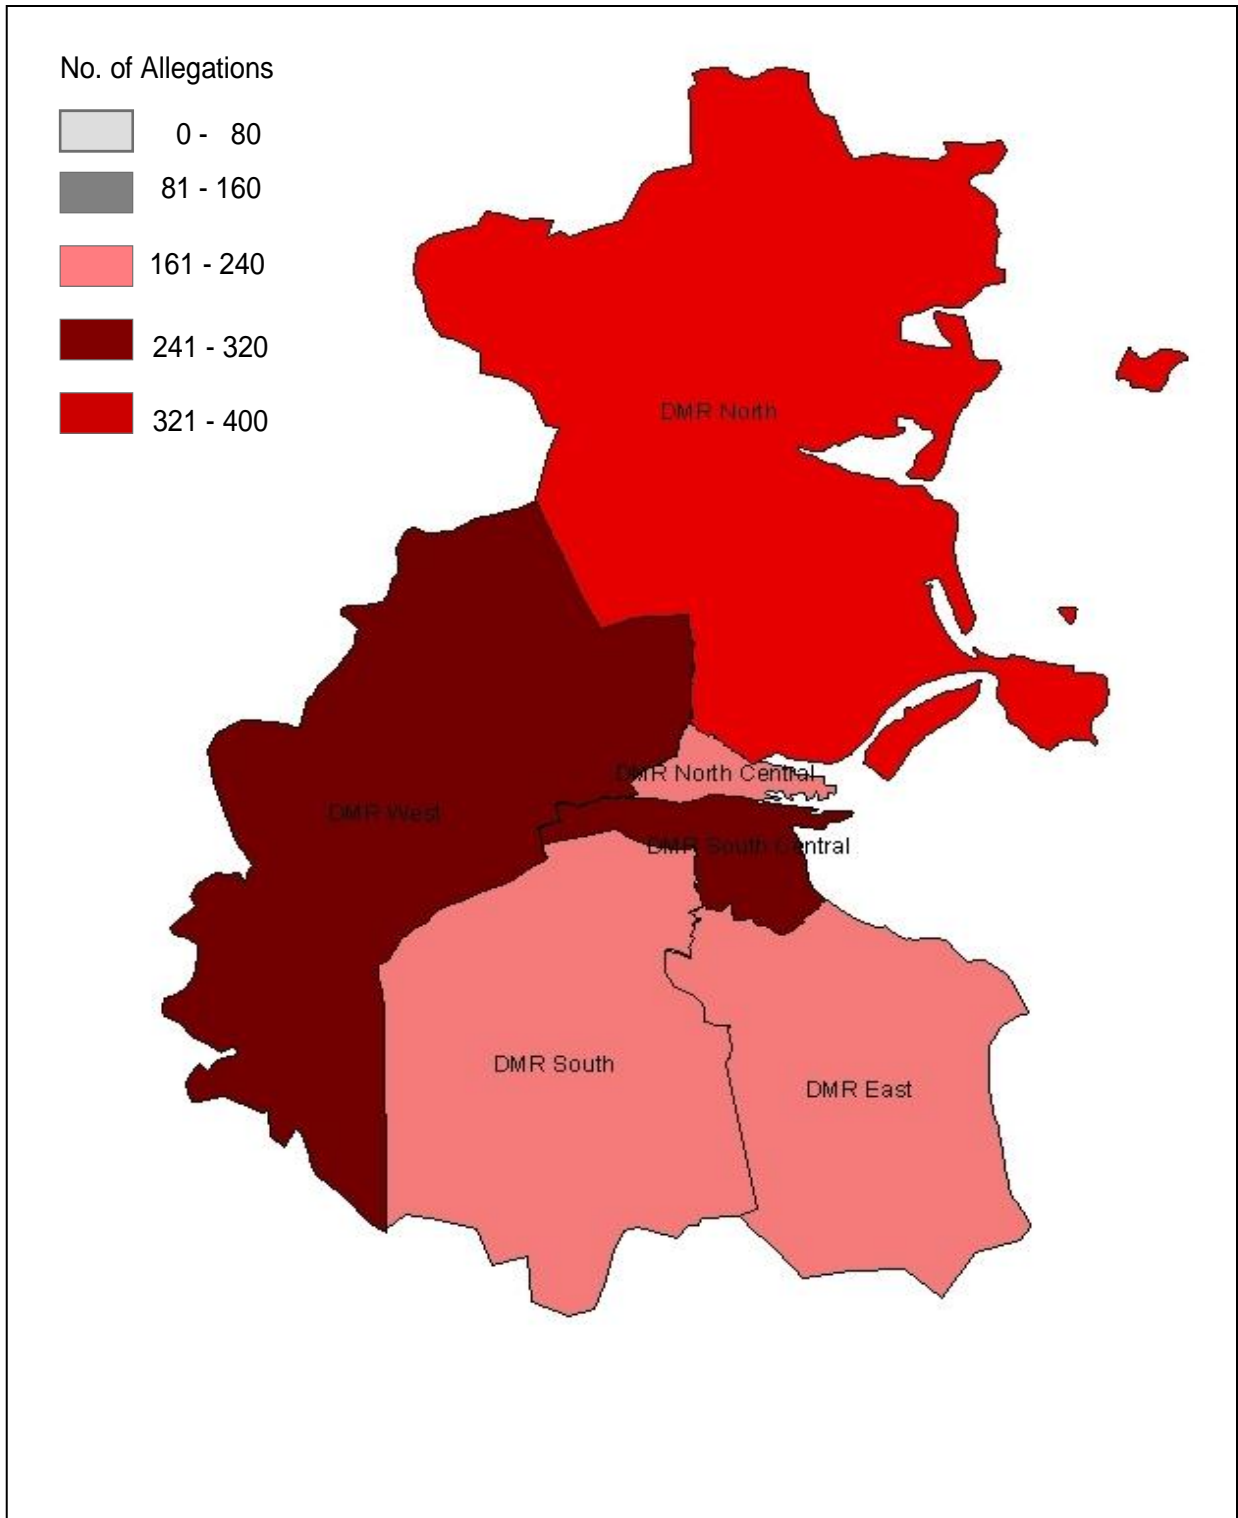 No. of Allegations
0 - 80
81 - 160
161 - 240
241 - 320
321 - 400
DMR North
DMR North Central
DMR West
DMR South Central
DMR South
DMR East